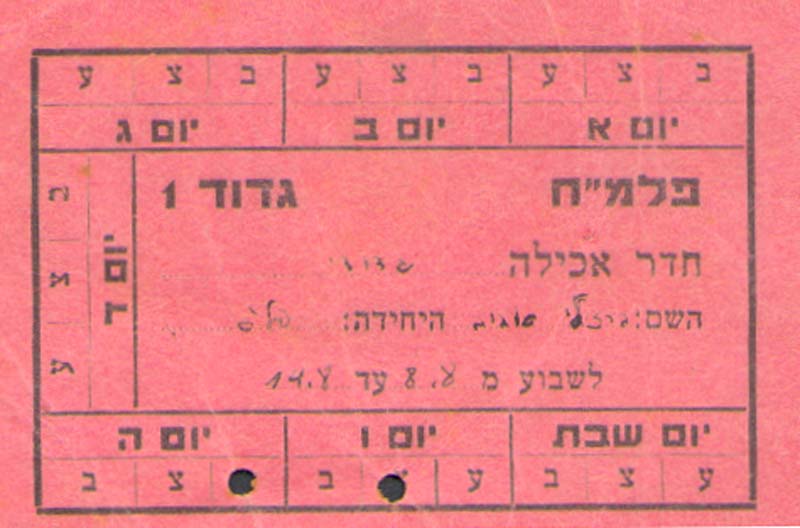 ב צ ע ב צ ע ב צ ע
יום א יום ב יום ג
פלמ״ח גדוד 1
חדר אכילה
השם: היחידה:
לשבוע מ 8.8 עד 14.8
יום ד
ב צ ע
יום שבת יום ו יום ה
ע צ ב ע ב צ ב